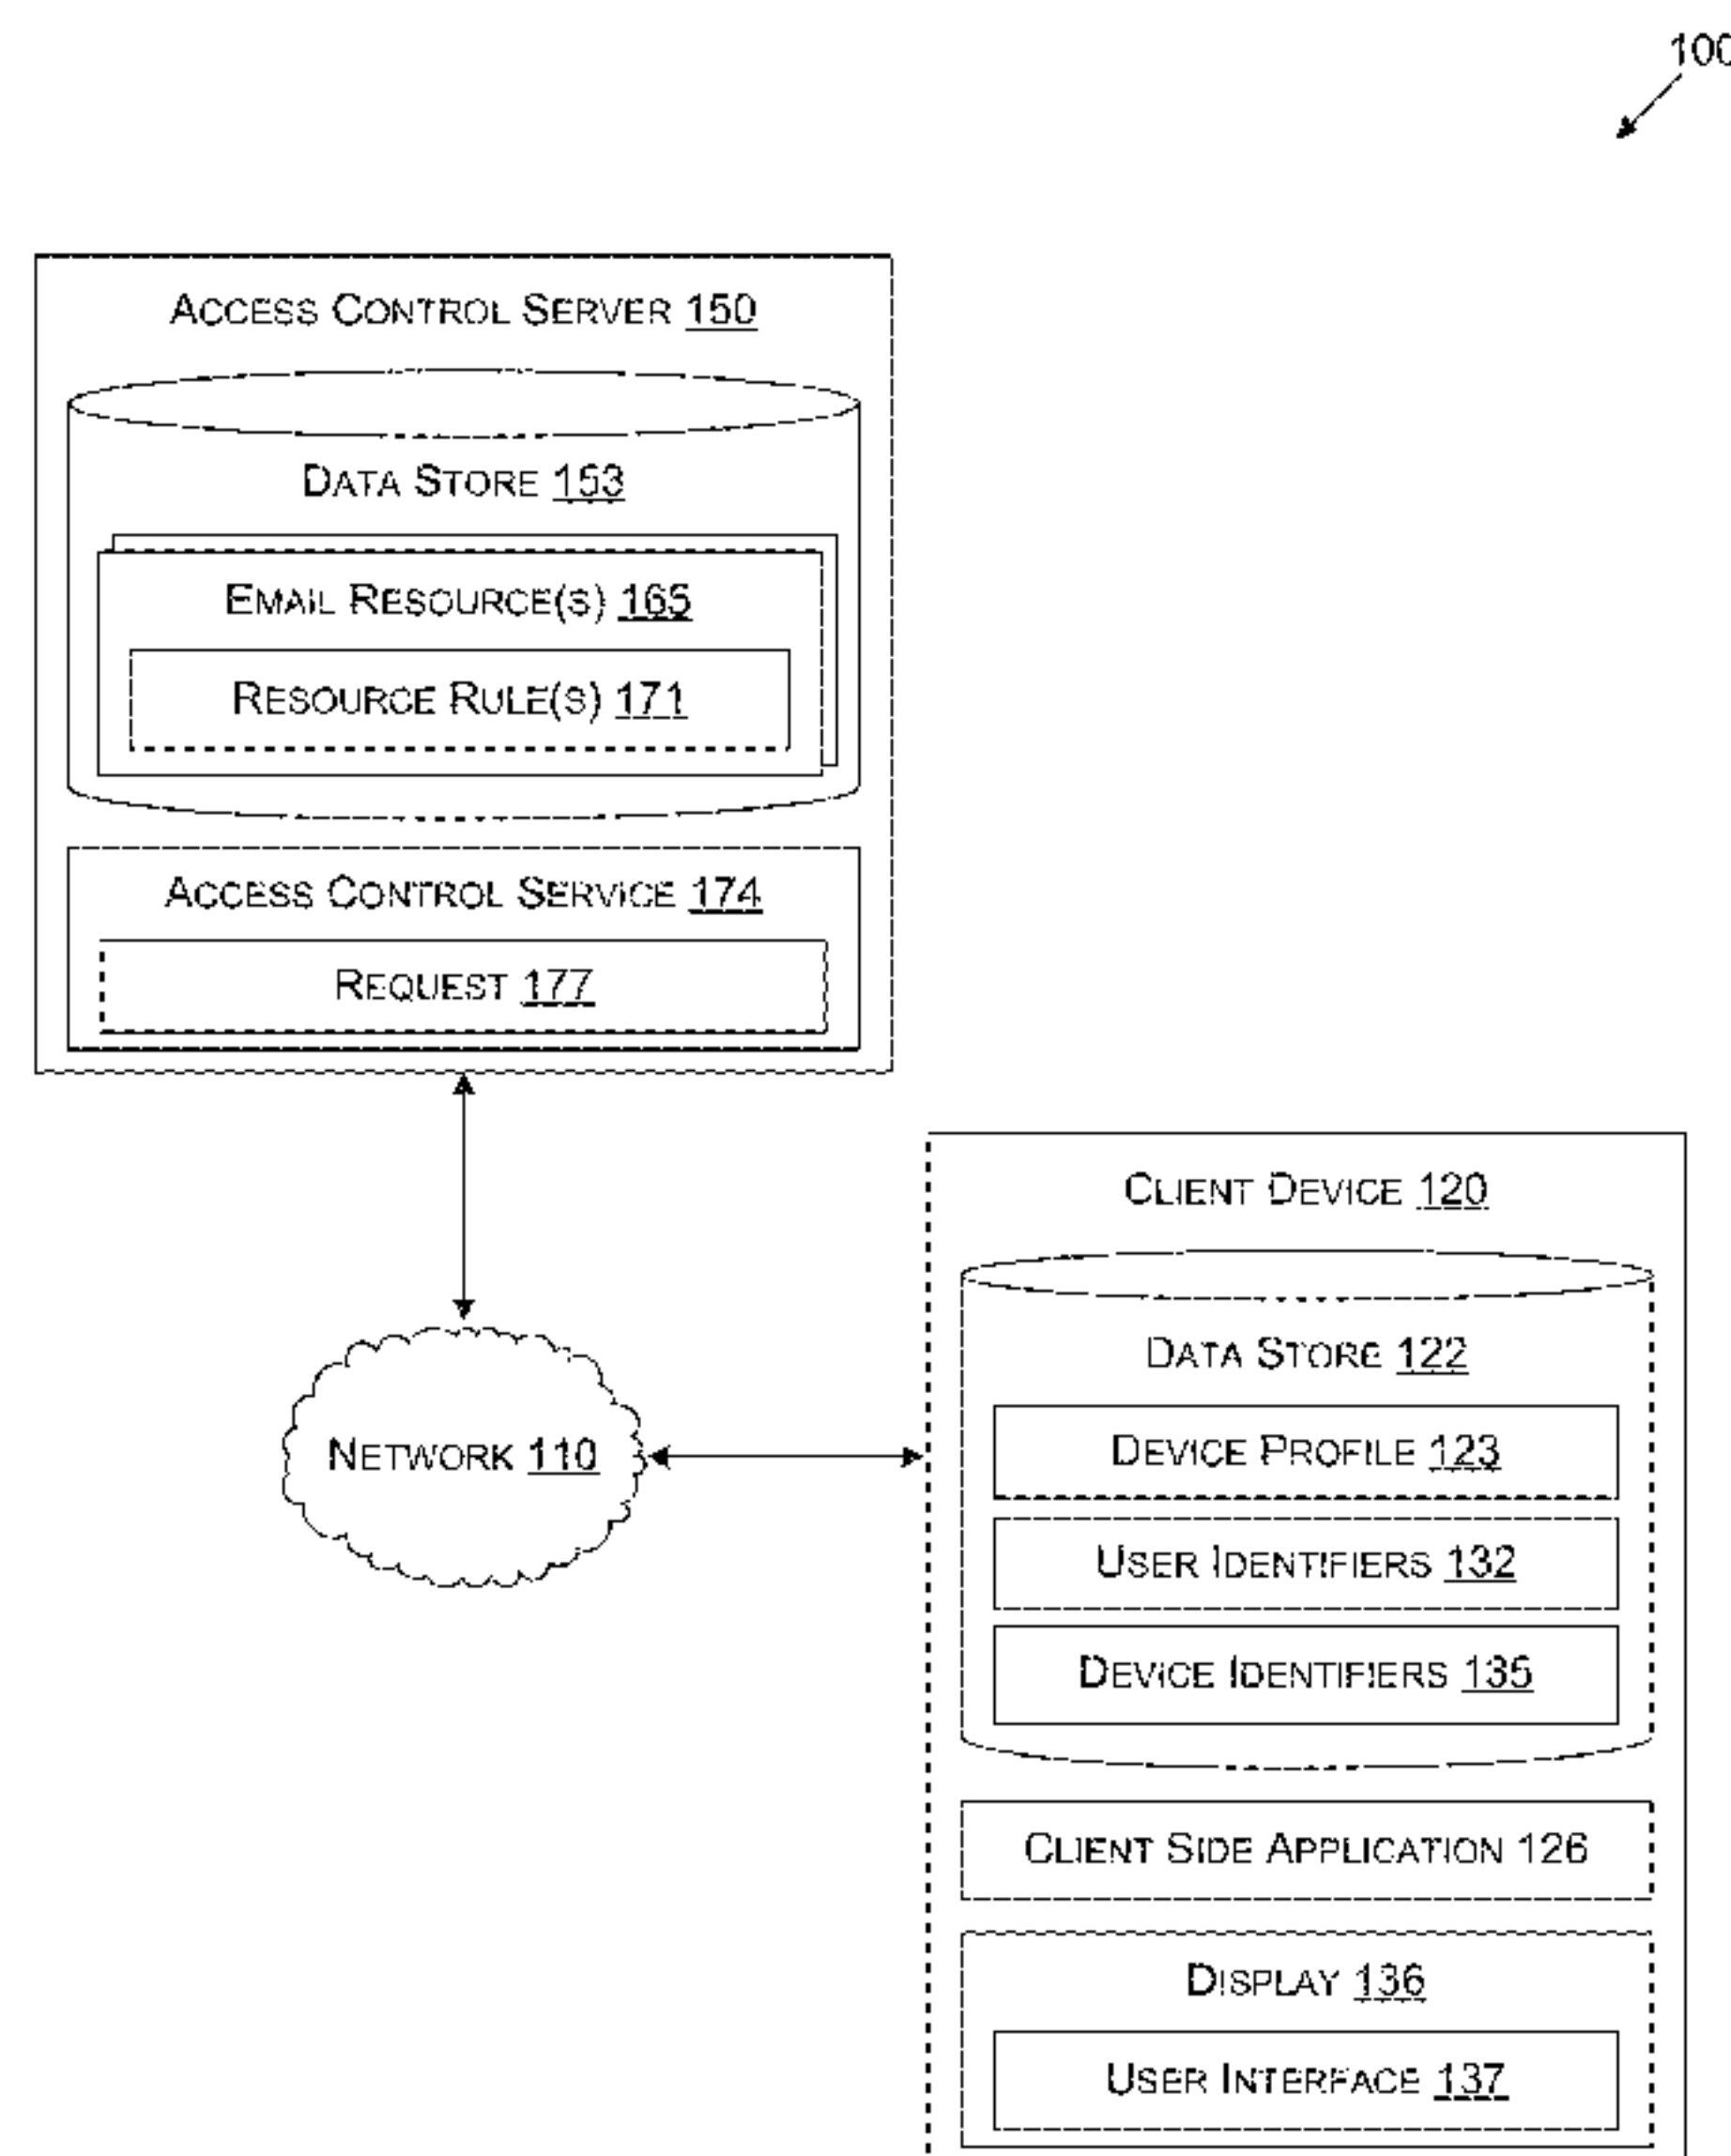 100
ACCESS CONTROL SERVER 150
DATA STORE 153
EMAIL RESOURCE(S) 165
RESOURCE RULE(S) 171
ACCESS CONTROL SERVICE 174
REQUEST 177
CLIENT DEVICE 120
DATA STORE 122
NETWORK 110
DEVICE PROFILE 123
USER IDENTIFIERS 132
DEVICE IDENTIFIERS 135
CLIENT SIDE APPLICATION 126
DISPLAY 136
USER INTERFACE 137